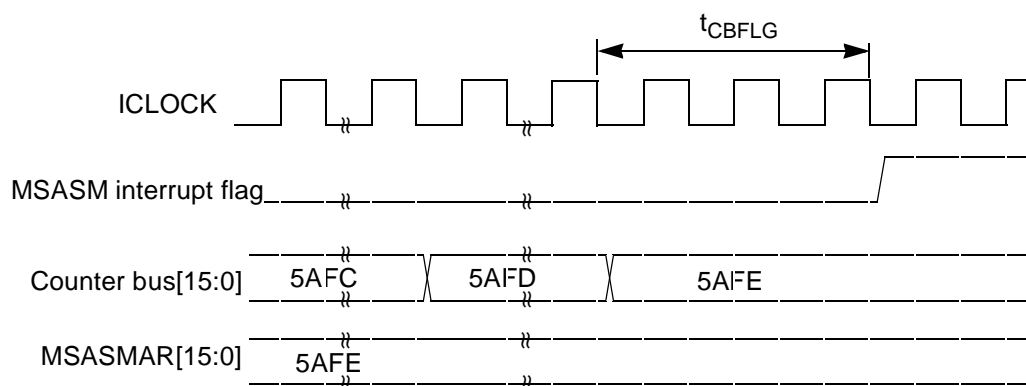 tCBFLG
ICLOCK
MSASM interrupt flag
Counter bus[15:0] 5AFC 5AFD 5AFE
MSASMAR[15:0] 5AFE